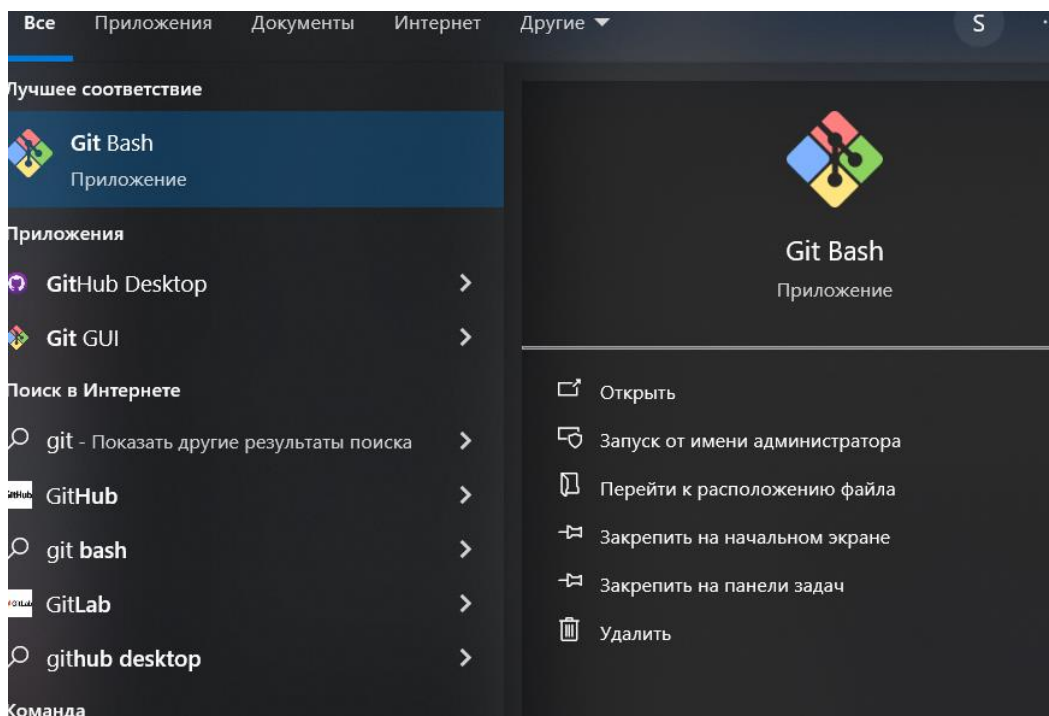 Все Приложения Документы Интернет Другие
S
Лучшее соответствие
Git Bash
Приложение
Приложения
GitHub Desktop
Git GUI
Поиск в Интернете
git - Показать другие результаты поиска
GitHub
git bash
GitLab
github desktop
Команда
Git Bash
Приложение
Открыть
Запуск от имени администратора
Перейти к расположению файла
Закрепить на начальном экране
Закрепить на панели задач
Удалить